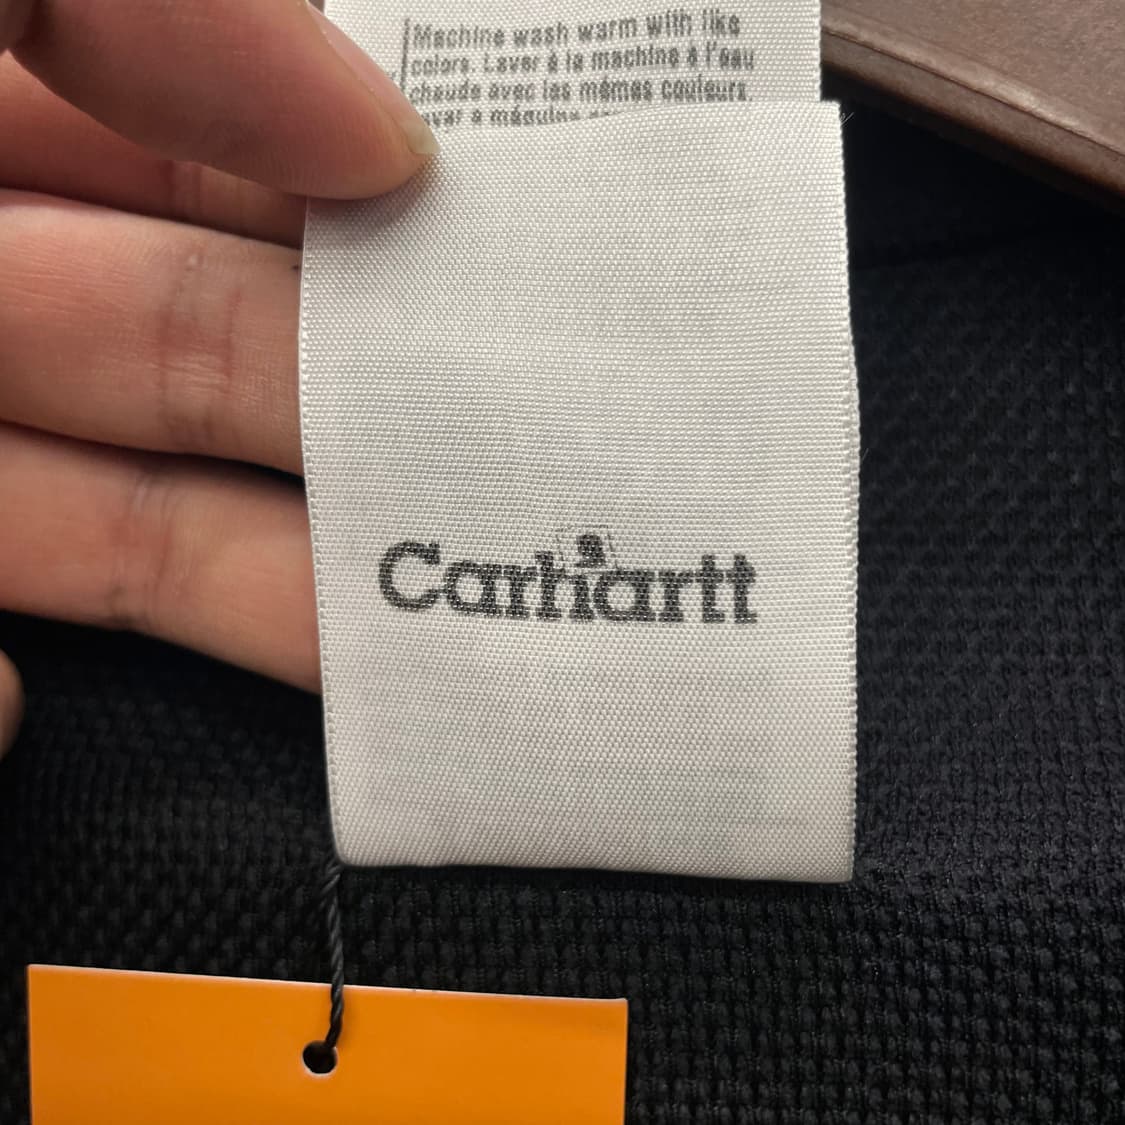 Machine wash warm with like
colors. Laver à la machine à l'eau
chaude avec les mêmes couleurs.
Carhartt